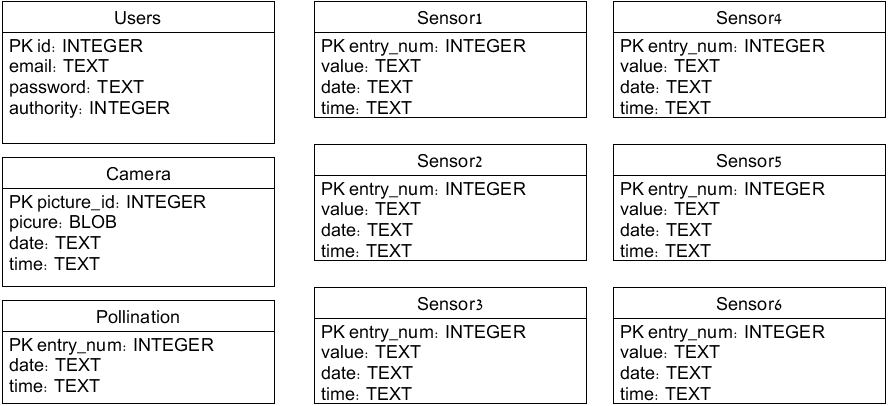 Users
PK id: INTEGER
email: TEXT
password: TEXT
authority: INTEGER
Camera
PK picture_id: INTEGER
picure: BLOB
date: TEXT
time: TEXT
Pollination
PK entry_num: INTEGER
date: TEXT
time: TEXT
Sensor1
PK entry_num: INTEGER
value: TEXT
date: TEXT
time: TEXT
Sensor2
PK entry_num: INTEGER
value: TEXT
date: TEXT
time: TEXT
Sensor3
PK entry_num: INTEGER
value: TEXT
date: TEXT
time: TEXT
Sensor4
PK entry_num: INTEGER
value: TEXT
date: TEXT
time: TEXT
Sensor5
PK entry_num: INTEGER
value: TEXT
date: TEXT
time: TEXT
Sensor6
PK entry_num: INTEGER
value: TEXT
date: TEXT
time: TEXT